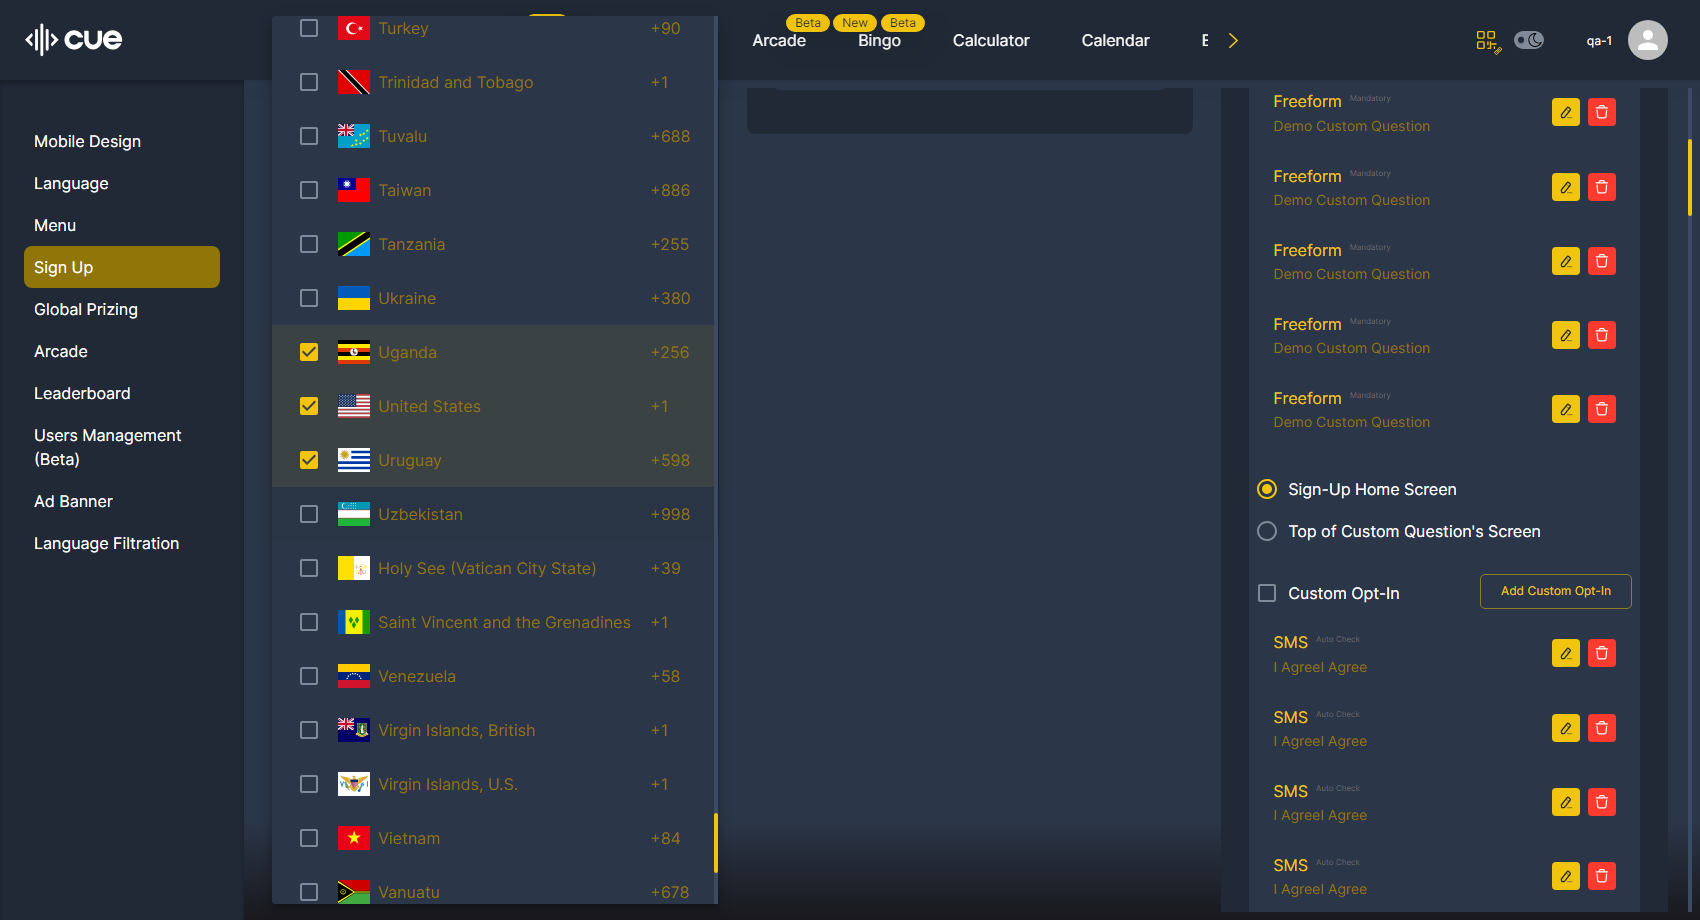 cue
Mobile Design
Language
Menu
Sign Up
Global Prizing
Arcade
Leaderboard
Users Management
(Beta)
Ad Banner
Language Filtration
Turkey +90
Trinidad and Tobago +1
Tuvalu +688
Taiwan +886
Tanzania +255
Ukraine +380
Uganda +256
United States +1
Uruguay +598
Uzbekistan +998
Holy See (Vatican City State) +39
Saint Vincent and the Grenadines +1
Venezuela +58
Virgin Islands, British +1
Virgin Islands, U.S. +1
Vietnam +84
Vanuatu +678
Beta New Beta
Arcade Bingo Calculator Calendar
qa-1
Freeform Mandatory
Demo Custom Question
Freeform Mandatory
Demo Custom Question
Freeform Mandatory
Demo Custom Question
Freeform Mandatory
Demo Custom Question
Freeform Mandatory
Demo Custom Question
Sign-Up Home Screen
Top of Custom Question's Screen
Custom Opt-In Add Custom Opt-In
SMS Auto Check
I AgreeI Agree
SMS Auto Check
I AgreeI Agree
SMS Auto Check
I AgreeI Agree
SMS Auto Check
I AgreeI Agree